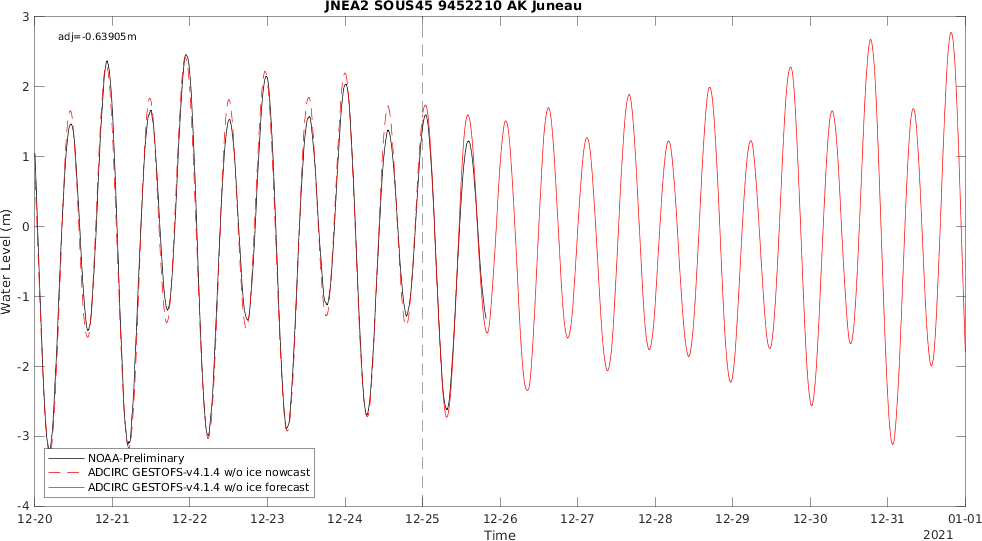 JNEA2 SOUS45 9452210 AK Juneau
adj=-0.63905m
3
2
1
0
-1
-2
-3
-4
Water Level (m)
NOAA-Preliminary
ADCIRC GESTOFS-v4.1.4 w/o ice nowcast
ADCIRC GESTOFS-v4.1.4 w/o ice forecast
12-20 12-21 12-22 12-23 12-24 12-25 12-26 12-27 12-28 12-29 12-30 12-31 01-01
Time
2021